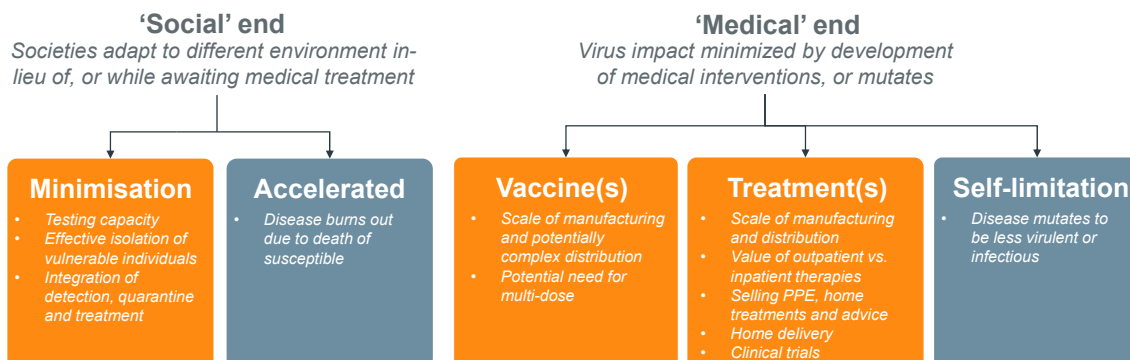 ‘Social’ end
Societies adapt to different environment in-
lieu of, or while awaiting medical treatment
‘Medical’ end
Virus impact minimized by development
of medical interventions, or mutates
Minimisation
• Testing capacity
• Effective isolation of
vulnerable individuals
• Integration of
detection, quarantine
and treatment
Accelerated
• Disease burns out
due to death of
susceptible
Vaccine(s)
• Scale of manufacturing
and potentially
complex distribution
• Potential need for
multi-dose
Treatment(s)
• Scale of manufacturing
and distribution
• Value of outpatient vs.
inpatient therapies
• Selling PPE, home
treatments and advice
• Home delivery
• Clinical trials
Self-limitation
• Disease mutates to
be less virulent or
infectious